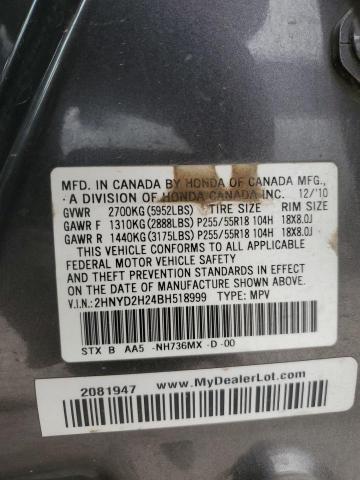 MFD. IN CANADA BY HONDA OF CANADA MFG.,
A DIVISION OF HONDA CANADA INC. 12/'10
GVWR 2700KG(5952LBS) TIRE SIZE RIM SIZE
GAWR F 1310KG(2888LBS) P255/55R18 104H 18X8.0J
GAWR R 1440KG(3175LBS) P255/55R18 104H 18X8.0J
THIS VEHICLE CONFORMS TO ALL APPLICABLE
FEDERAL MOTOR VEHICLE SAFETY
AND THEFT PREVENTION STANDARDS IN EFFECT
ON THE DATE OF MANUFACTURE SHOWN ABOVE.
V.I.N.: 2HNYD2H24BH518999 TYPE: MPV
STX B AA5 -NH736MX -D -00
2081947 www.MyDealerLot.com